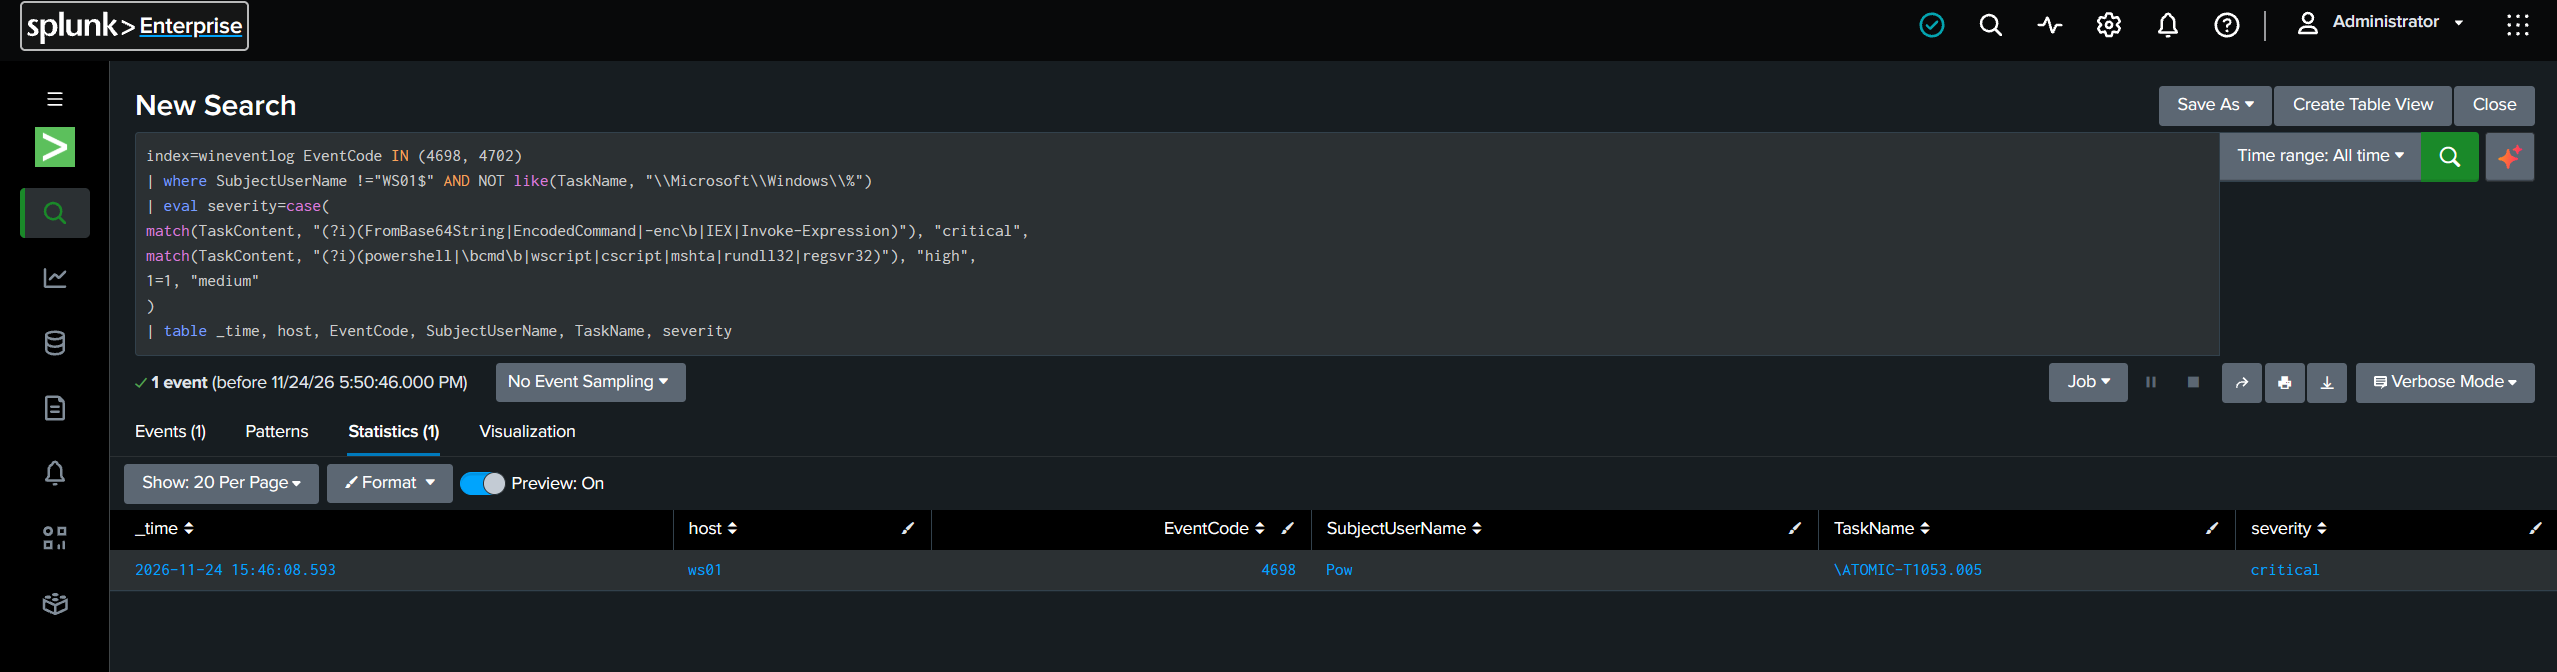 splunk>Enterprise
Administrator
New Search
Save As
Create Table View
Close
index=wineventlog EventCode IN (4698, 4702)
| where SubjectUserName !="WS01$" AND NOT like(TaskName, "\\Microsoft\\Windows\\%")
| eval severity=case(
match(TaskContent, "(?i)(FromBase64String|EncodedCommand|-enc\b|IEX|Invoke-Expression)"), "critical",
match(TaskContent, "(?i)(powershell|\bcmd\b|wscript|cscript|mshta|rundll32|regsvr32)"), "high",
1=1, "medium"
)
| table _time, host, EventCode, SubjectUserName, TaskName, severity
Time range: All time
1 event (before 11/24/26 5:50:46.000 PM)
No Event Sampling
Job
Verbose Mode
Events (1)
Patterns
Statistics (1)
Visualization
Show: 20 Per Page
Format
Preview: On
_time
host
EventCode
SubjectUserName
TaskName
severity
2026-11-24 15:46:08.593
ws01
4698
Pow
\ATOMIC-T1053.005
critical